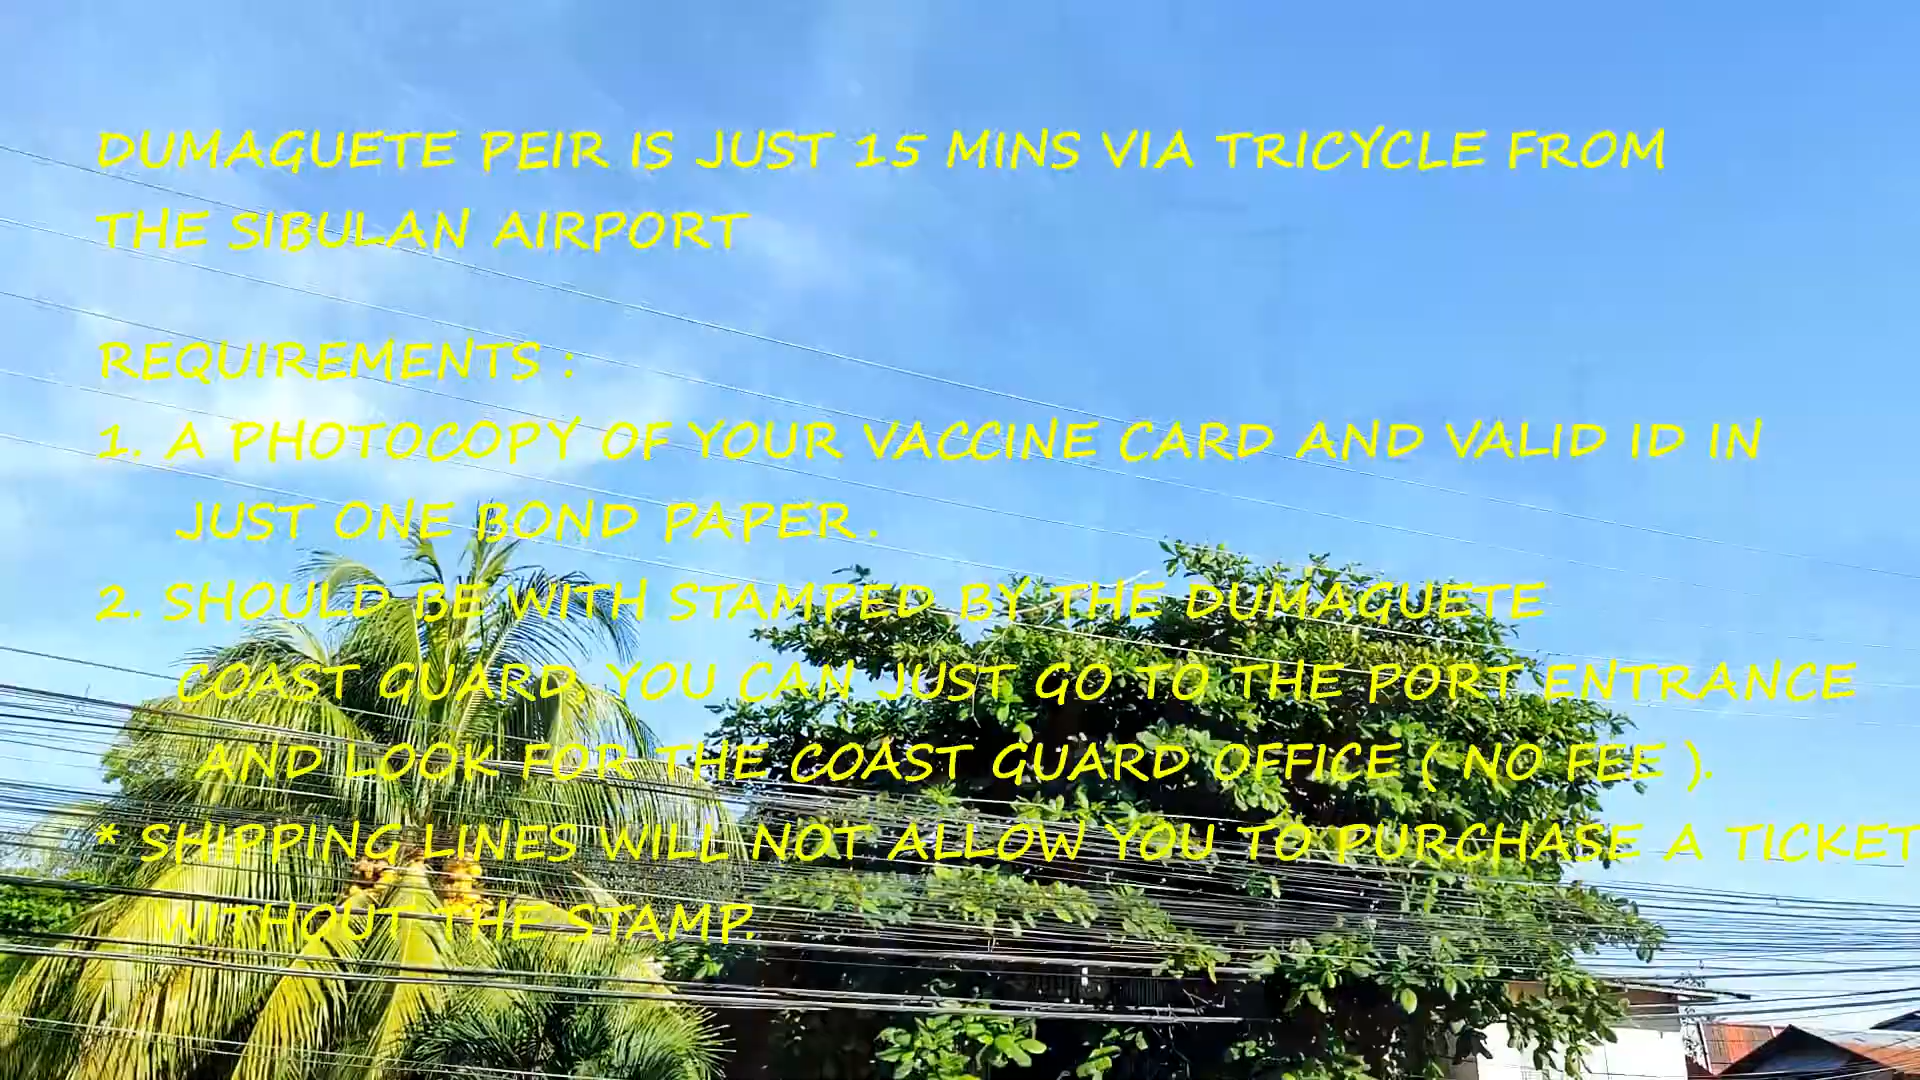 DUMAGUETE PEIR IS JUST 15 MINS VIA TRICYCLE FROM
THE SIBULAN AIRPORT
REQUIREMENTS :
1. A PHOTOCOPY OF YOUR VACCINE CARD AND VALID ID IN
JUST ONE BOND PAPER.
2. SHOULD BE WITH STAMPED BY THE DUMAGUETE
COAST GUARD, YOU CAN JUST GO TO THE PORT ENTRANCE
AND LOOK FOR THE COAST GUARD OFFICE ( NO FEE ).
* SHIPPING LINES WILL NOT ALLOW YOU TO PURCHASE A TICKET
WITHOUT THE STAMP.